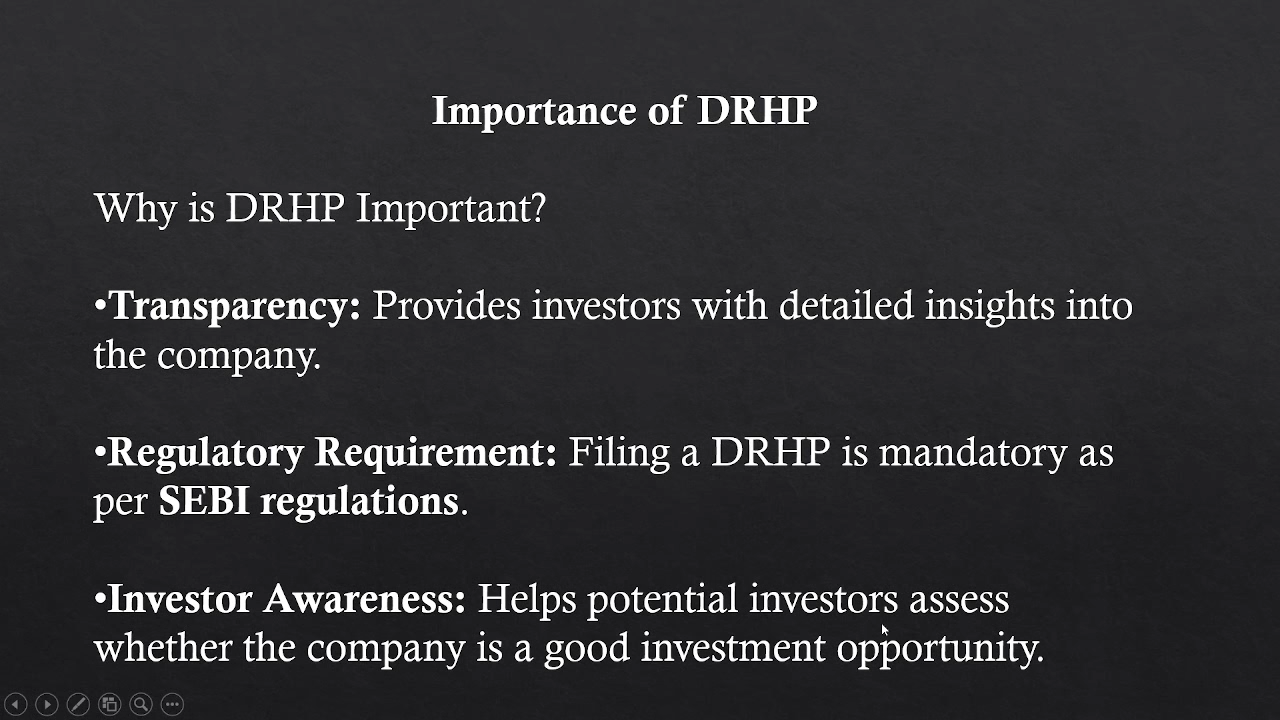 Importance of DRHP
Why is DRHP Important?
•Transparency: Provides investors with detailed insights into
the company.
•Regulatory Requirement: Filing a DRHP is mandatory as
per SEBI regulations.
•Investor Awareness: Helps potential investors assess
whether the company is a good investment opportunity.